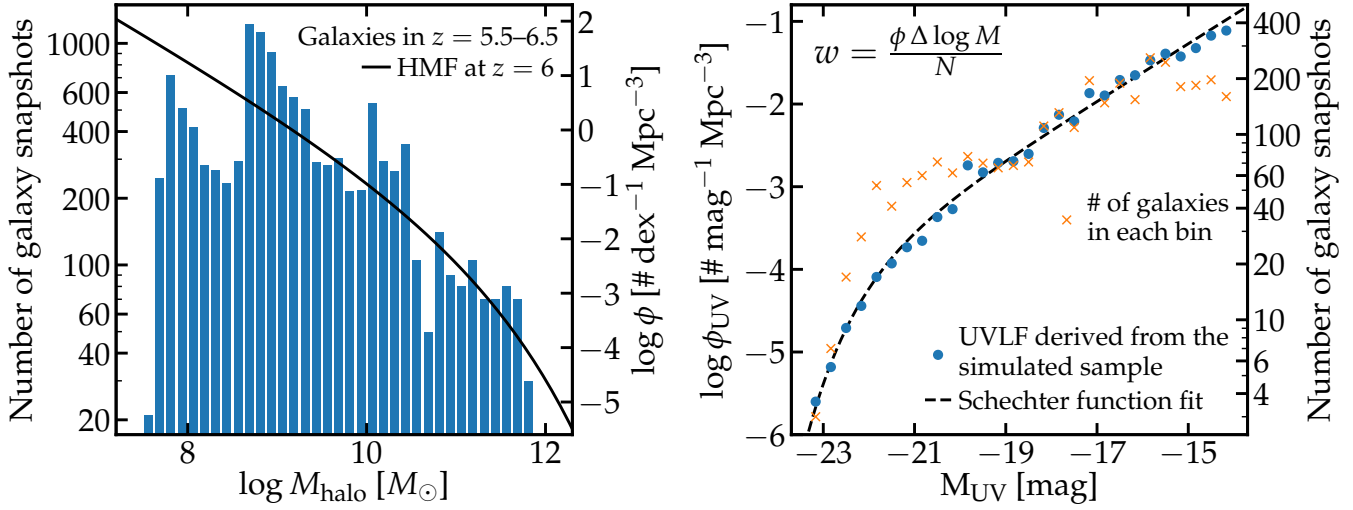 Number of galaxy snapshots
1000
600
400
200
100
60
40
20
Galaxies in z = 5.5–6.5
HMF at z = 6
2
1
0
−1
−2
−3
−4
−5
log ϕ [# dex⁻¹ Mpc⁻³]
8
10
12
log M_halo [M_⊙]
log ϕ_UV [# mag⁻¹ Mpc⁻³]
−1
−2
−3
−4
−5
−6
w = ϕ Δ log M / N
# of galaxies
in each bin
UVLF derived from the
simulated sample
Schechter function fit
400
200
100
60
40
20
10
6
4
Number of galaxy snapshots
−23
−21
−19
−17
−15
M_UV [mag]